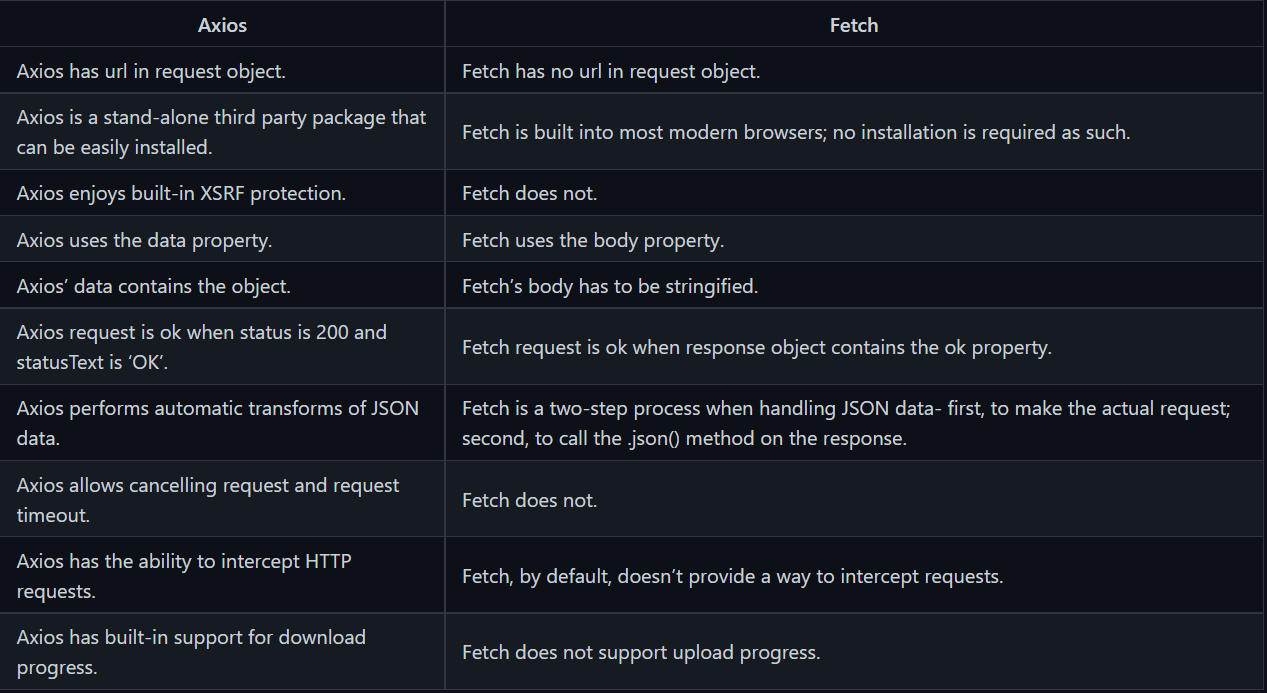 Axios
Fetch
Axios has url in request object.
Fetch has no url in request object.
Axios is a stand-alone third party package that
can be easily installed.
Fetch is built into most modern browsers; no installation is required as such.
Axios enjoys built-in XSRF protection.
Fetch does not.
Axios uses the data property.
Fetch uses the body property.
Axios’ data contains the object.
Fetch’s body has to be stringified.
Axios request is ok when status is 200 and
statusText is ‘OK’.
Fetch request is ok when response object contains the ok property.
Axios performs automatic transforms of JSON
data.
Fetch is a two-step process when handling JSON data- first, to make the actual request;
second, to call the .json() method on the response.
Axios allows cancelling request and request
timeout.
Fetch does not.
Axios has the ability to intercept HTTP
requests.
Fetch, by default, doesn’t provide a way to intercept requests.
Axios has built-in support for download
progress.
Fetch does not support upload progress.